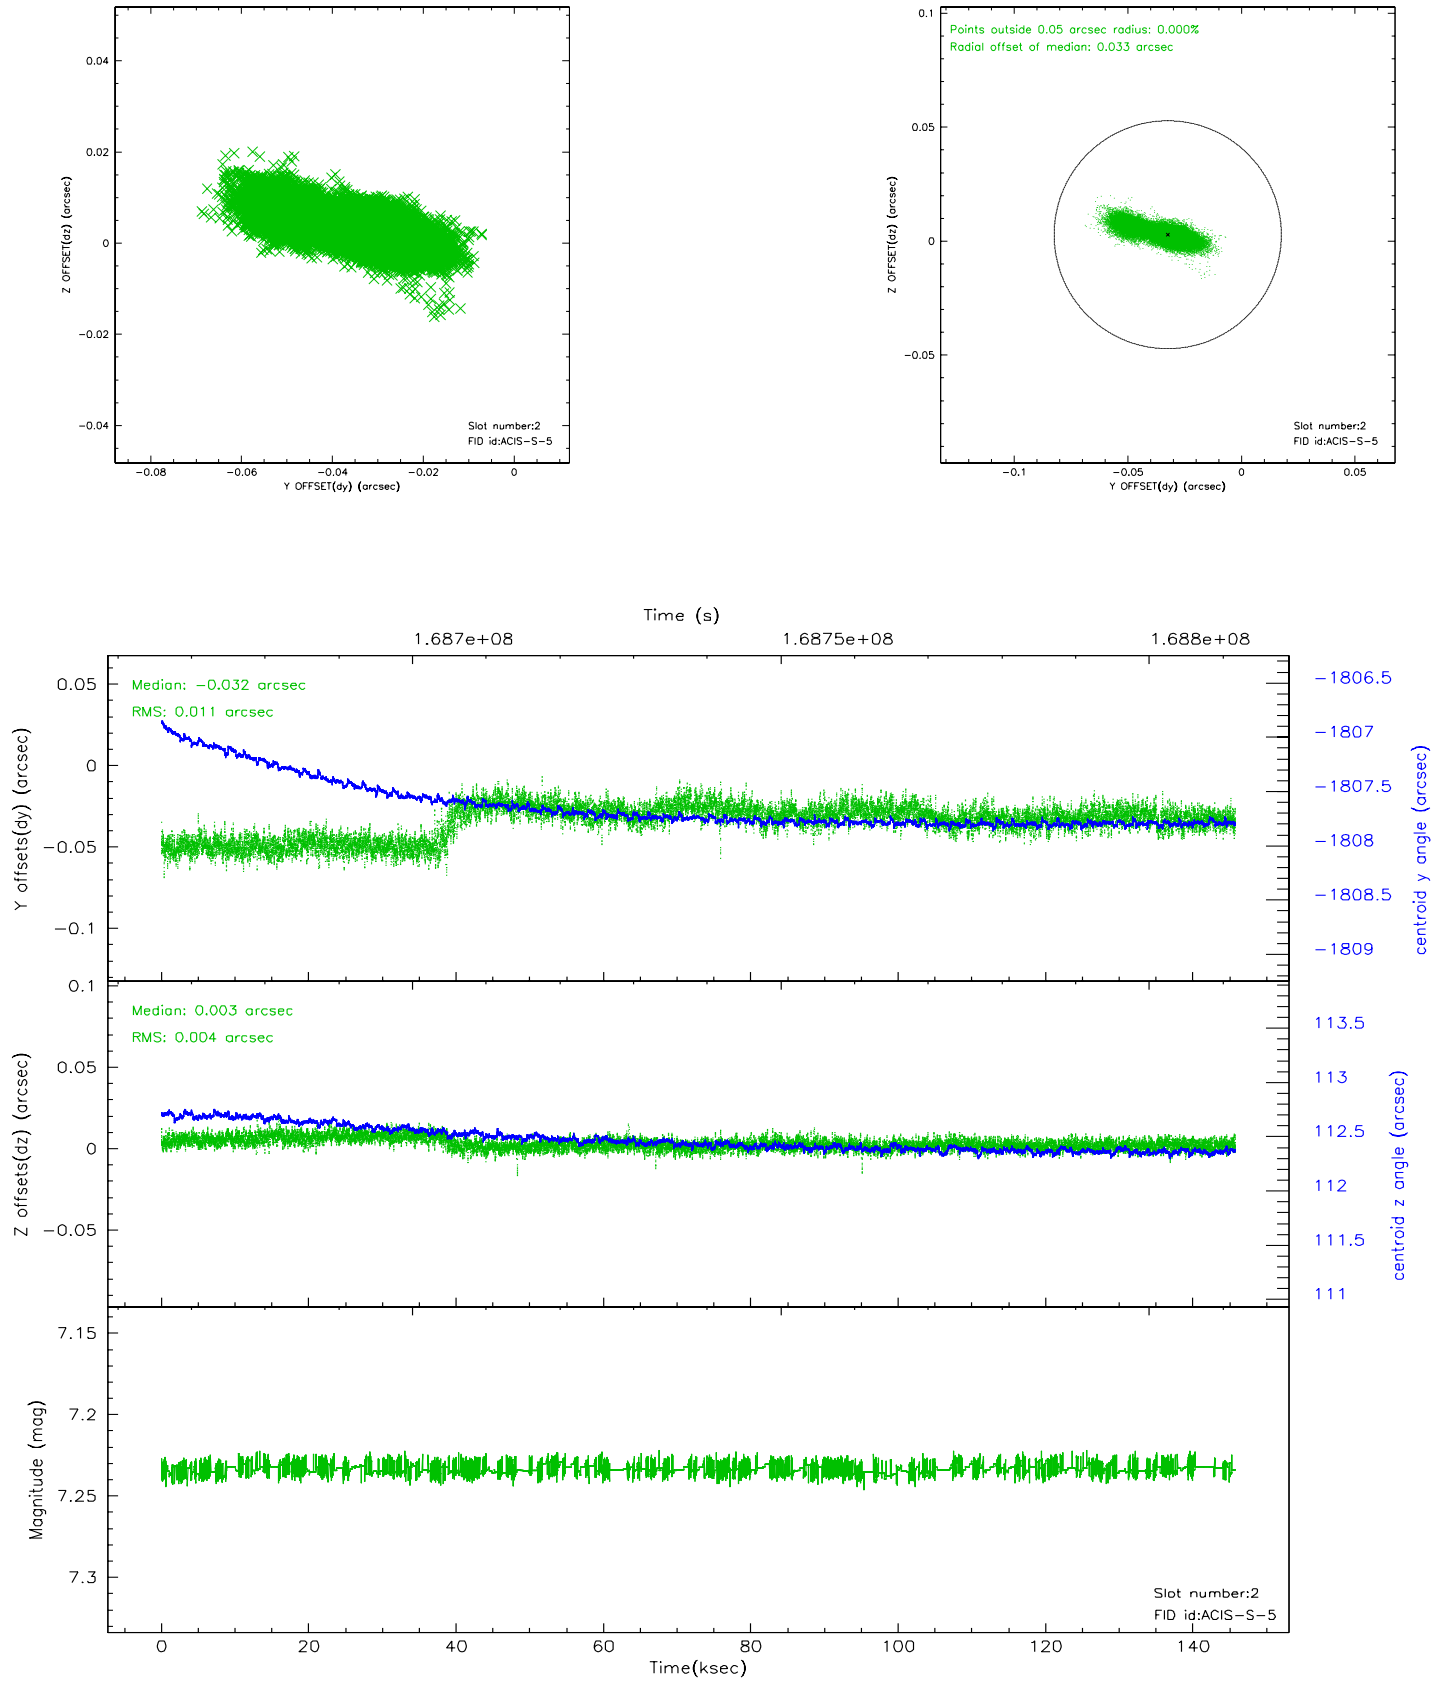 0.04
0.02
0
−0.02
−0.04
Z OFFSET(dz) (arcsec)
Slot number:2
FID id:ACIS−S−5
−0.08
−0.06
−0.04
−0.02
0
Y OFFSET(dy) (arcsec)
0.1
0.05
0
−0.05
Z OFFSET(dz) (arcsec)
Points outside 0.05 arcsec radius: 0.000%
Radial offset of median: 0.033 arcsec
Slot number:2
FID id:ACIS−S−5
−0.1
−0.05
0
0.05
Y OFFSET(dy) (arcsec)
Time (s)
1.687e+08
1.6875e+08
1.688e+08
Median: −0.032 arcsec
RMS: 0.011 arcsec
0.05
0
−0.05
−0.1
Y offsets(dy) (arcsec)
−1806.5
−1807
−1807.5
−1808
−1808.5
−1809
centroid y angle (arcsec)
Median: 0.003 arcsec
RMS: 0.004 arcsec
0.1
0.05
0
−0.05
Z offsets(dz) (arcsec)
113.5
113
112.5
112
111.5
111
centroid z angle (arcsec)
7.15
7.2
7.25
7.3
Magnitude (mag)
Slot number:2
FID id:ACIS−S−5
0
20
40
60
80
100
120
140
Time(ksec)